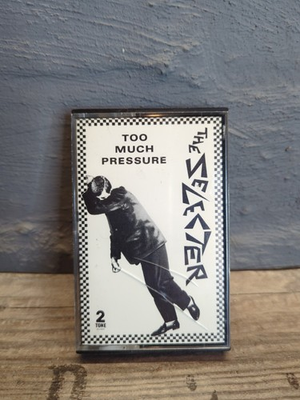 TOO
MUCH
PRESSURE
THE SELECTER
2
TONE